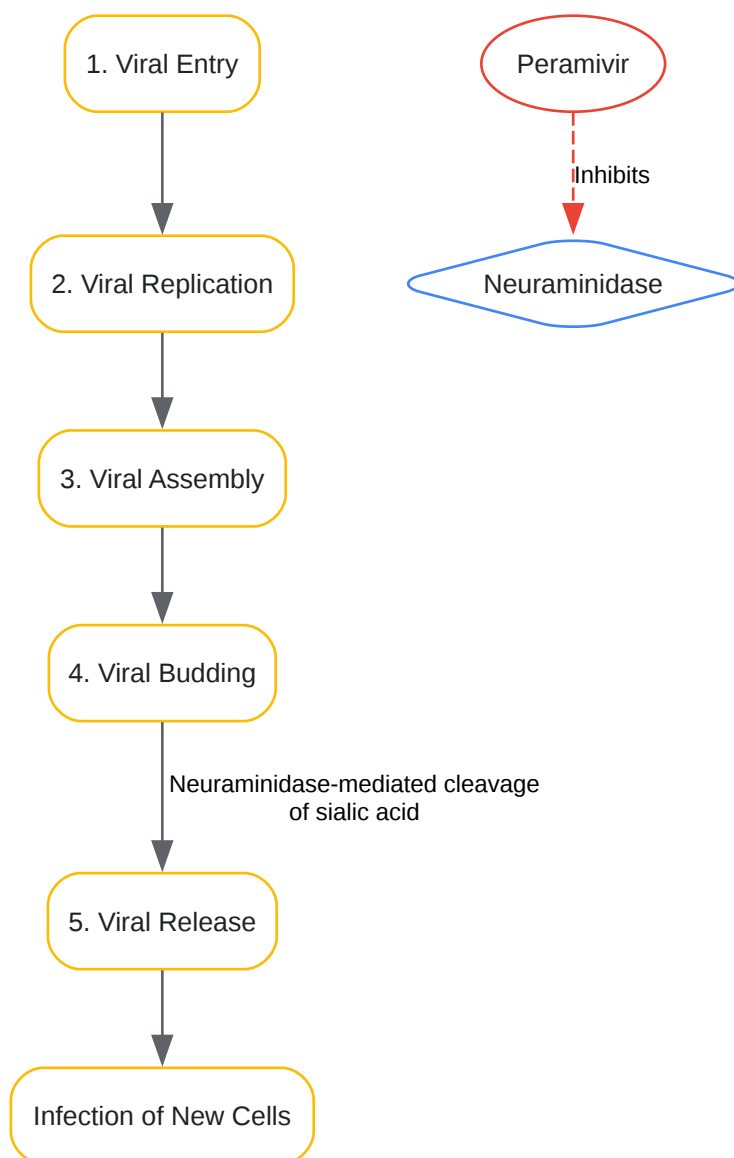 1. Viral Entry
Peramivir
Inhibits
2. Viral Replication
Neuraminidase
3. Viral Assembly
4. Viral Budding
Neuraminidase-mediated cleavage
of sialic acid
5. Viral Release
Infection of New Cells